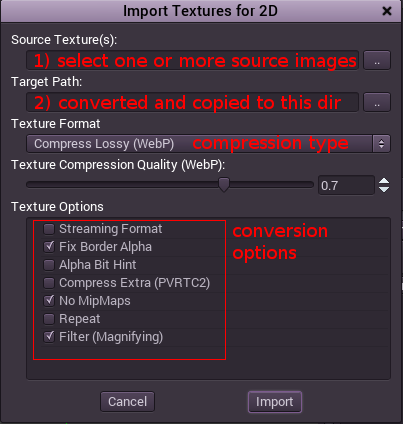 Import Textures for 2D
Source Texture(s):
1) select one or more source images
..
Target Path:
2) converted and copied to this dir
..
Texture Format
Compress Lossy (WebP)
compression type
Texture Compression Quality (WebP):
0.7
Texture Options
Streaming Format
Fix Border Alpha
Alpha Bit Hint
Compress Extra (PVRTC2)
No MipMaps
Repeat
Filter (Magnifying)
conversion
options
Cancel
Import